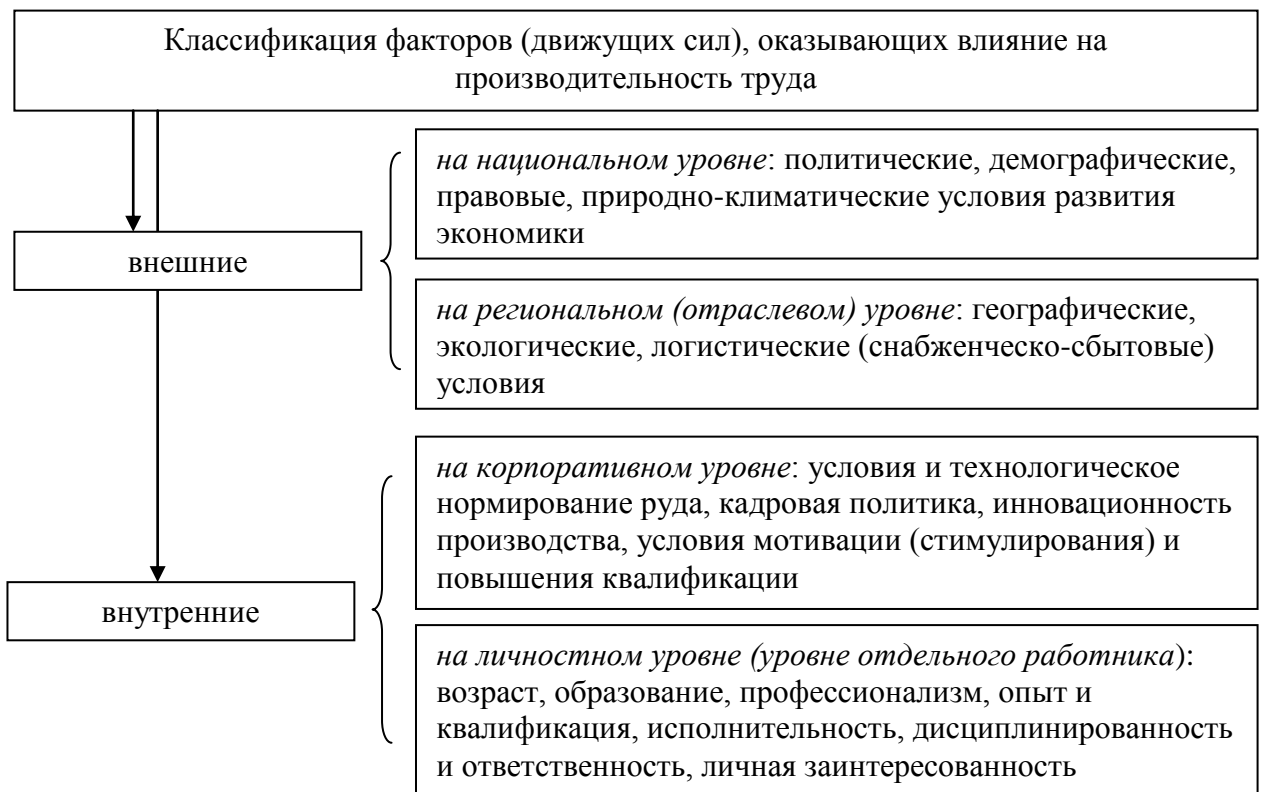 Классификация факторов (движущих сил), оказывающих влияние на
производительность труда
на национальном уровне: политические, демографические,
правовые, природно-климатические условия развития
экономики
внешние
на региональном (отраслевом) уровне: географические,
экологические, логистические (снабженческо-сбытовые)
условия
на корпоративном уровне: условия и технологическое
нормирование руда, кадровая политика, инновационность
производства, условия мотивации (стимулирования) и
повышения квалификации
внутренние
на личностном уровне (уровне отдельного работника):
возраст, образование, профессионализм, опыт и
квалификация, исполнительность, дисциплинированность
и ответственность, личная заинтересованность